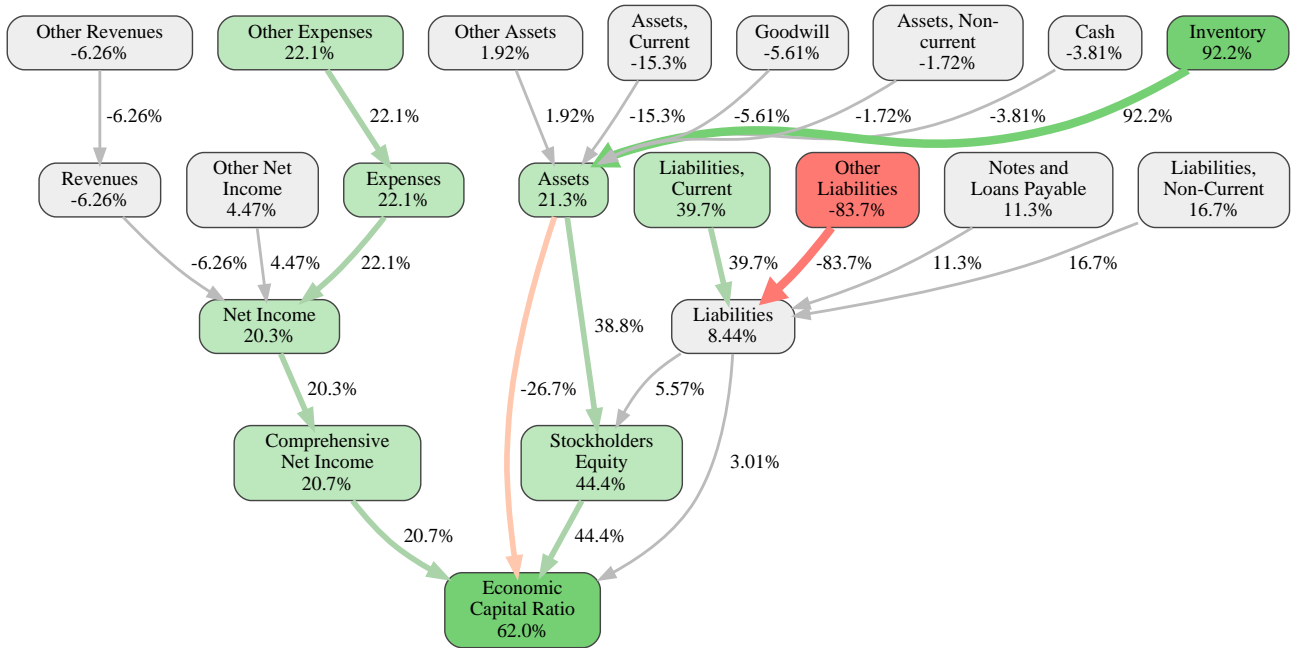 Other Revenues
-6.26%
Other Expenses
22.1%
Other Assets
1.92%
Assets,
Current
-15.3%
Goodwill
-5.61%
Assets, Non-
current
-1.72%
Cash
-3.81%
Inventory
92.2%
-6.26%
22.1%
1.92%
-15.3%
-5.61%
-1.72%
-3.81%
92.2%
Revenues
-6.26%
Other Net
Income
4.47%
Expenses
22.1%
Assets
21.3%
Liabilities,
Current
39.7%
Other
Liabilities
-83.7%
Notes and
Loans Payable
11.3%
Liabilities,
Non-Current
16.7%
-6.26%
4.47%
22.1%
39.7%
-83.7%
11.3%
16.7%
Net Income
20.3%
38.8%
Liabilities
8.44%
20.3%
-26.7%
5.57%
Comprehensive
Net Income
20.7%
Stockholders
Equity
44.4%
3.01%
20.7%
44.4%
Economic
Capital Ratio
62.0%